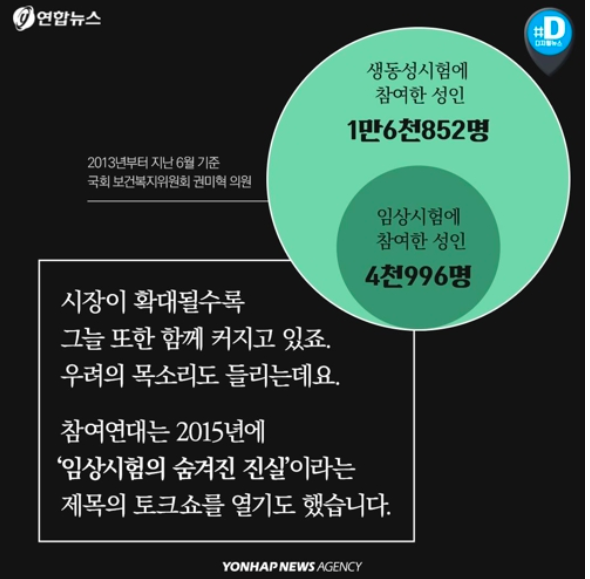 연합뉴스
#D
디지털뉴스
생동성시험에
참여한 성인
1만6천852명
2013년부터 지난 6월 기준
국회 보건복지위원회 권미혁 의원
임상시험에
참여한 성인
4천996명
시장이 확대될수록
그늘 또한 함께 커지고 있죠.
우려의 목소리도 들리는데요.
참여연대는 2015년에
‘임상시험의 숨겨진 진실’이라는
제목의 토크쇼를 열기도 했습니다.
YONHAP NEWS AGENCY